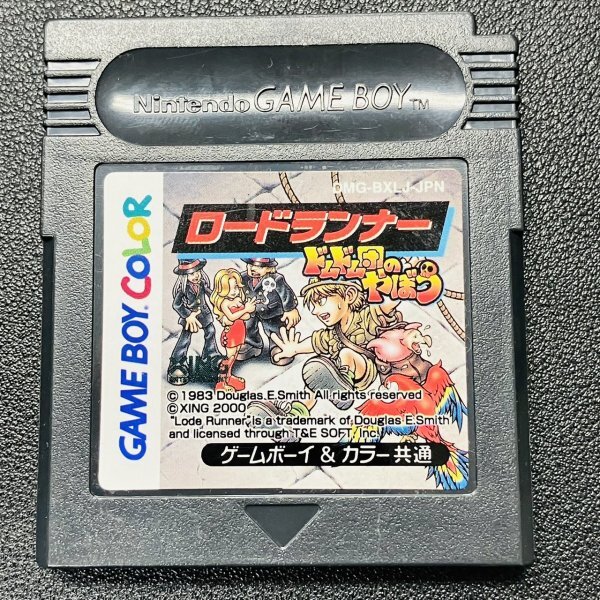 Nintendo GAME BOY™
DMG-BXLJ-JPN
GAME BOY COLOR
ロードランナー
ドムドム団の
やぼう
©1983 Douglas.E.Smith All rights reserved
©XING 2000
"Lode Runner" is a trademark of Douglas E.Smith
and licensed through T&E SOFT, Inc.
ゲームボーイ & カラー共通